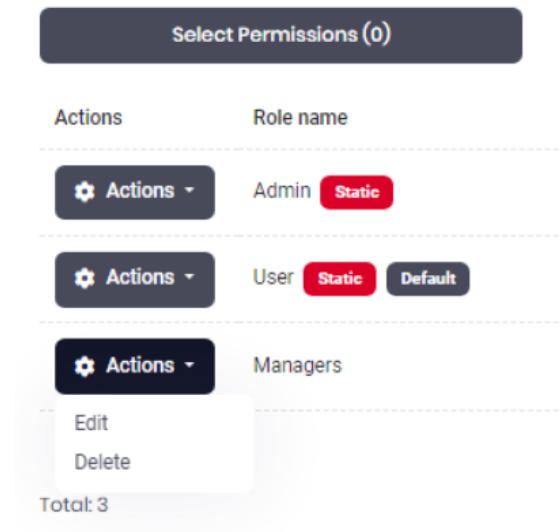 Select Permissions (0)
Actions Role name
Actions Admin Static
Actions User Static Default
Actions Managers
Edit
Delete
Total: 3